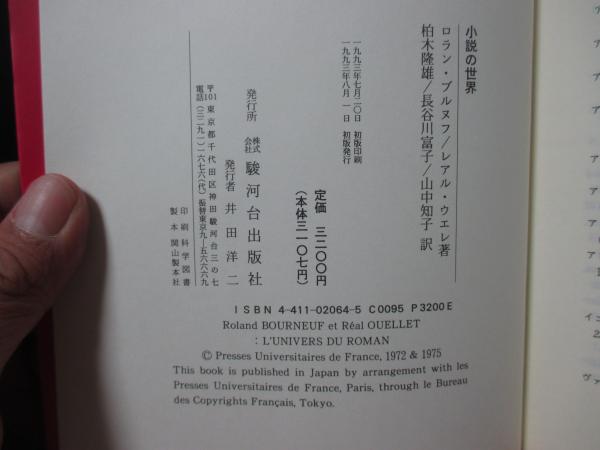 小説の世界
ロラン・ブルヌフ/レアル・ウエレ著
柏木隆雄/長谷川富子/山中知子 訳
一九九三年七月二〇日 初版印刷
一九九三年八月 一 日 初版発行
定価 三二〇〇円
(本体三一〇七円)
発行所 株式会社 駿河台出版社
発行者 井田洋二
〒101 東京都千代田区神田駿河台三の七
電話(三二九一)一六七六(代) 振替東京九―五六六六九
印刷 科学図書
製本 関山製本社
ISBN 4-411-02064-5 C0095 P3200E
Roland BOURNEUF et Réal OUELLET
: L'UNIVERS DU ROMAN
© Presses Universitaires de France, 1972 & 1975
This book is published in Japan by arrangement with les
Presses Universitaires de France, Paris, through le Bureau
des Copyrights Français, Tokyo.